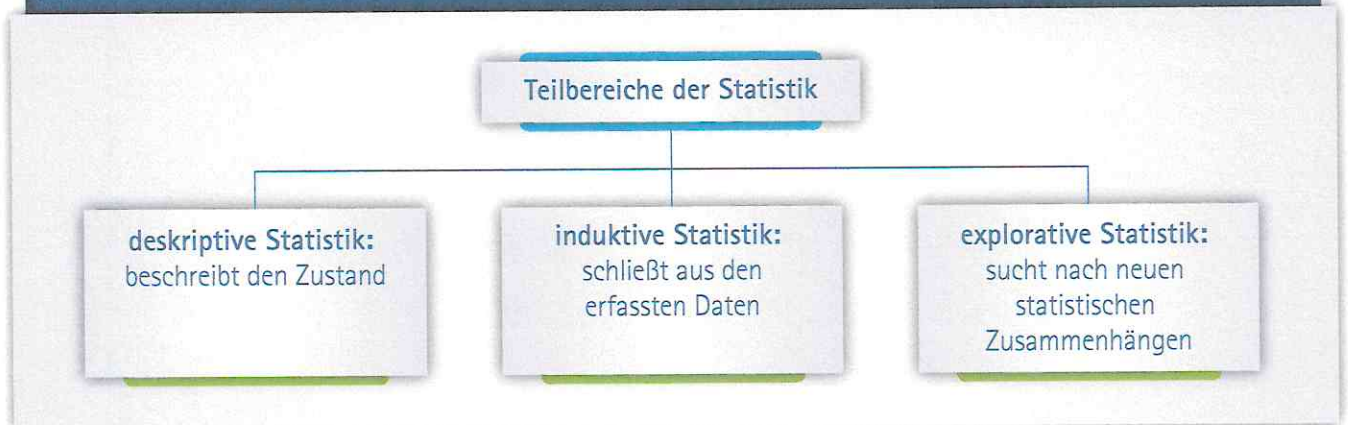 Teilbereiche der Statistik
deskriptive Statistik:
beschreibt den Zustand
induktive Statistik:
schließt aus den
erfassten Daten
explorative Statistik:
sucht nach neuen
statistischen
Zusammenhängen